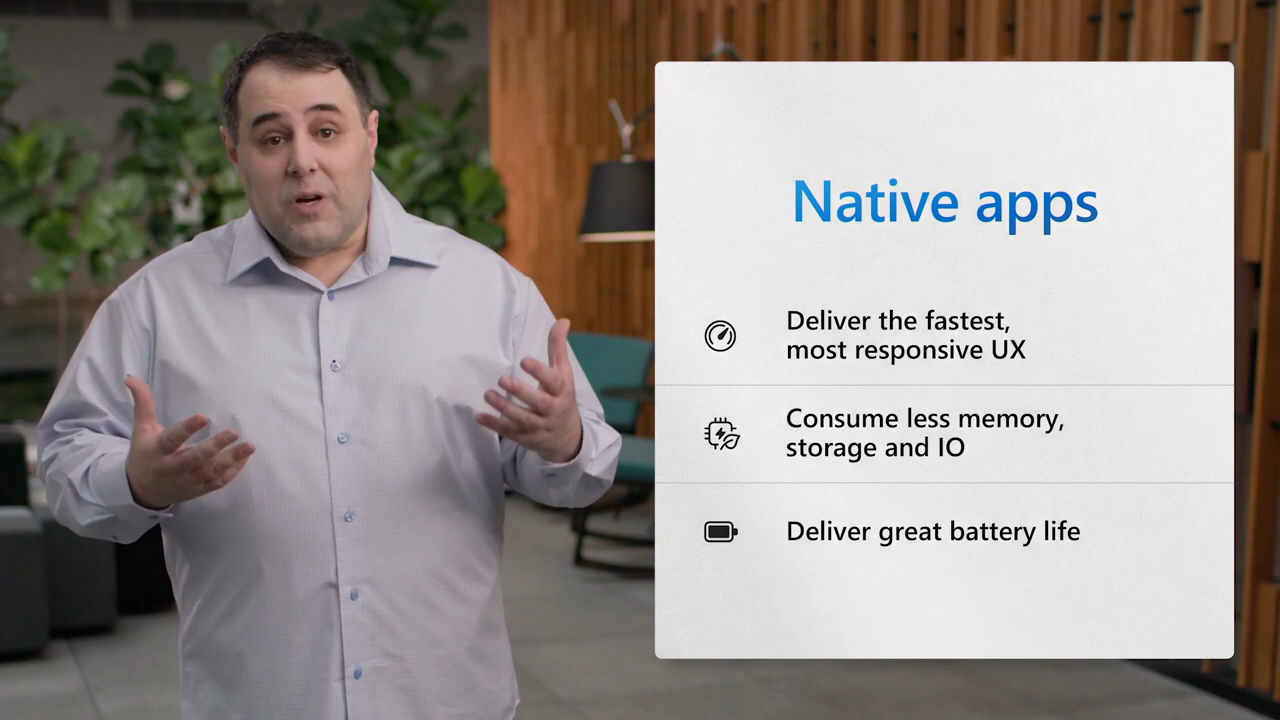 Native apps
Deliver the fastest,
most responsive UX
Consume less memory,
storage and IO
Deliver great battery life